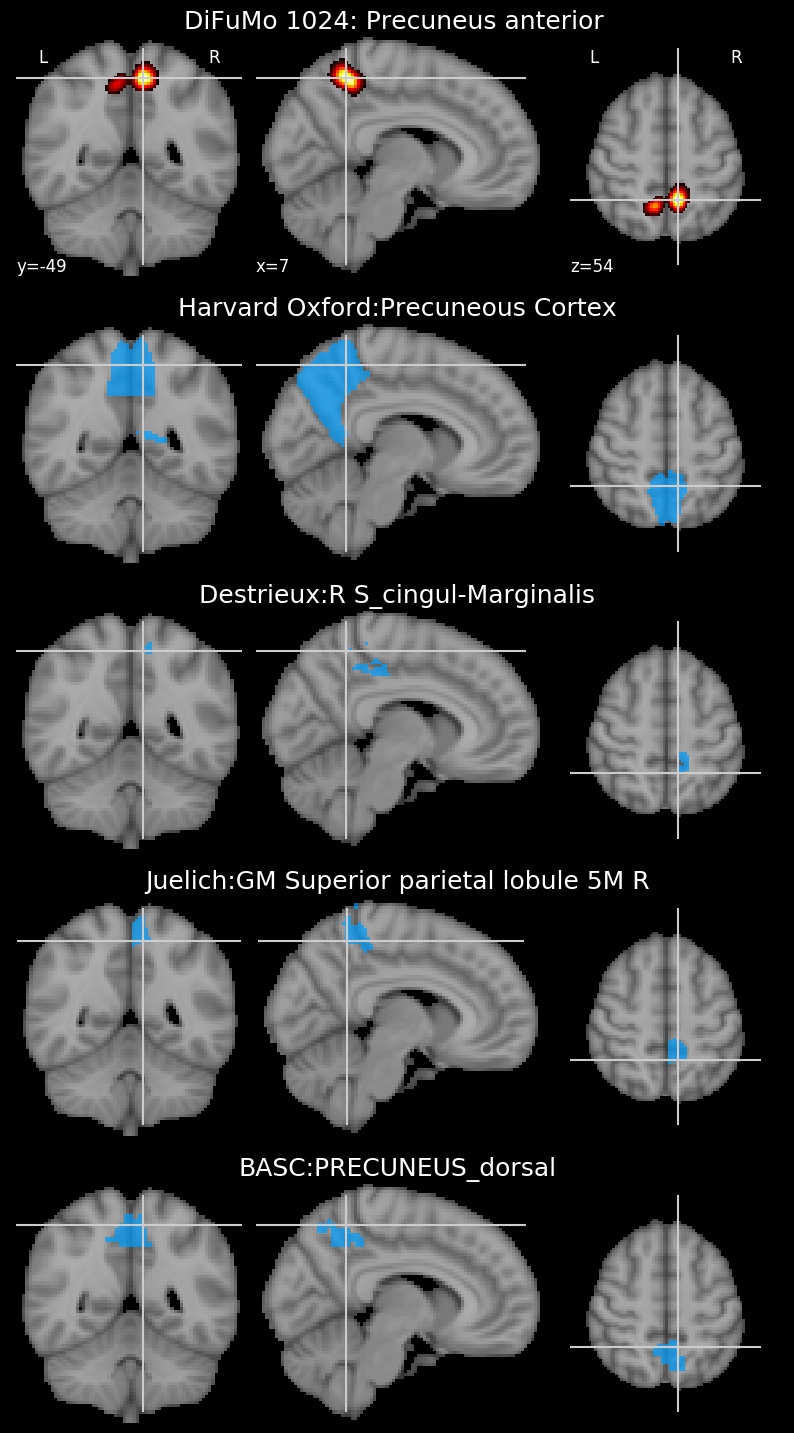 DiFuMo 1024: Precuneus anterior
L R L R
y=-49 x=7 z=54
Harvard Oxford:Precuneous Cortex
Destrieux:R S_cingul-Marginalis
Juelich:GM Superior parietal lobule 5M R
BASC:PRECUNEUS_dorsal